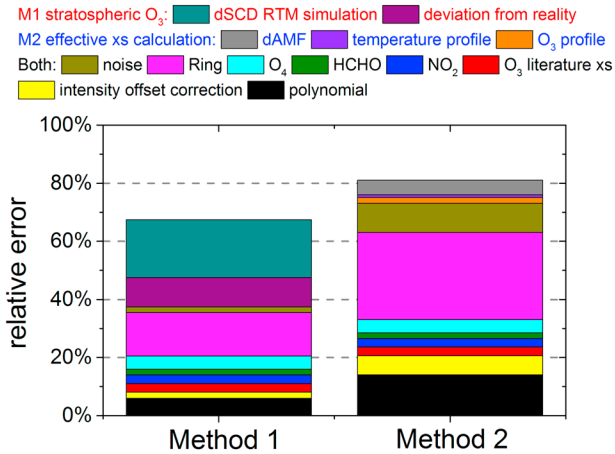 M1 stratospheric O₃: dSCD RTM simulation deviation from reality
M2 effective xs calculation: dAMF temperature profile O₃ profile
Both: noise Ring O₄ HCHO NO₂ O₃ literature xs
intensity offset correction polynomial
100%
80%
60%
40%
20%
0%
relative error
Method 1 Method 2